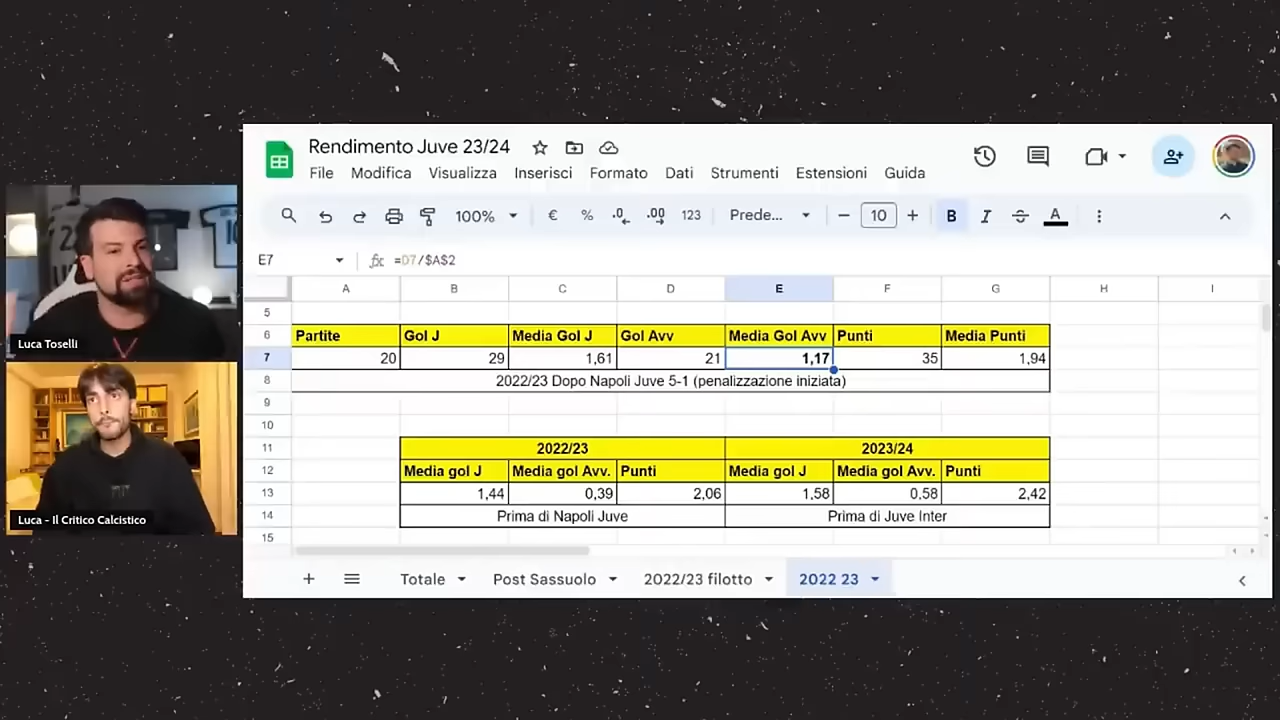 Rendimento Juve 23/24
File Modifica Visualizza Inserisci Formato Dati Strumenti Estensioni Guida
100% € % .0 .00 123 Prede... 10 B I S A
E7 fx =D7/$A$2
A B C D E F G H I
5
6 Partite Gol J Media Gol J Gol Avv Media Gol Avv Punti Media Punti
7 20 29 1,61 21 1,17 35 1,94
8 2022/23 Dopo Napoli Juve 5-1 (penalizzazione iniziata)
9
10
11 2022/23 2023/24
12 Media gol J Media gol Avv. Punti Media gol J Media gol Avv. Punti
13 1,44 0,39 2,06 1,58 0,58 2,42
14 Prima di Napoli Juve Prima di Juve Inter
15
Totale Post Sassuolo 2022/23 filotto 2022 23
Luca Toselli
Luca - Il Critico Calcistico